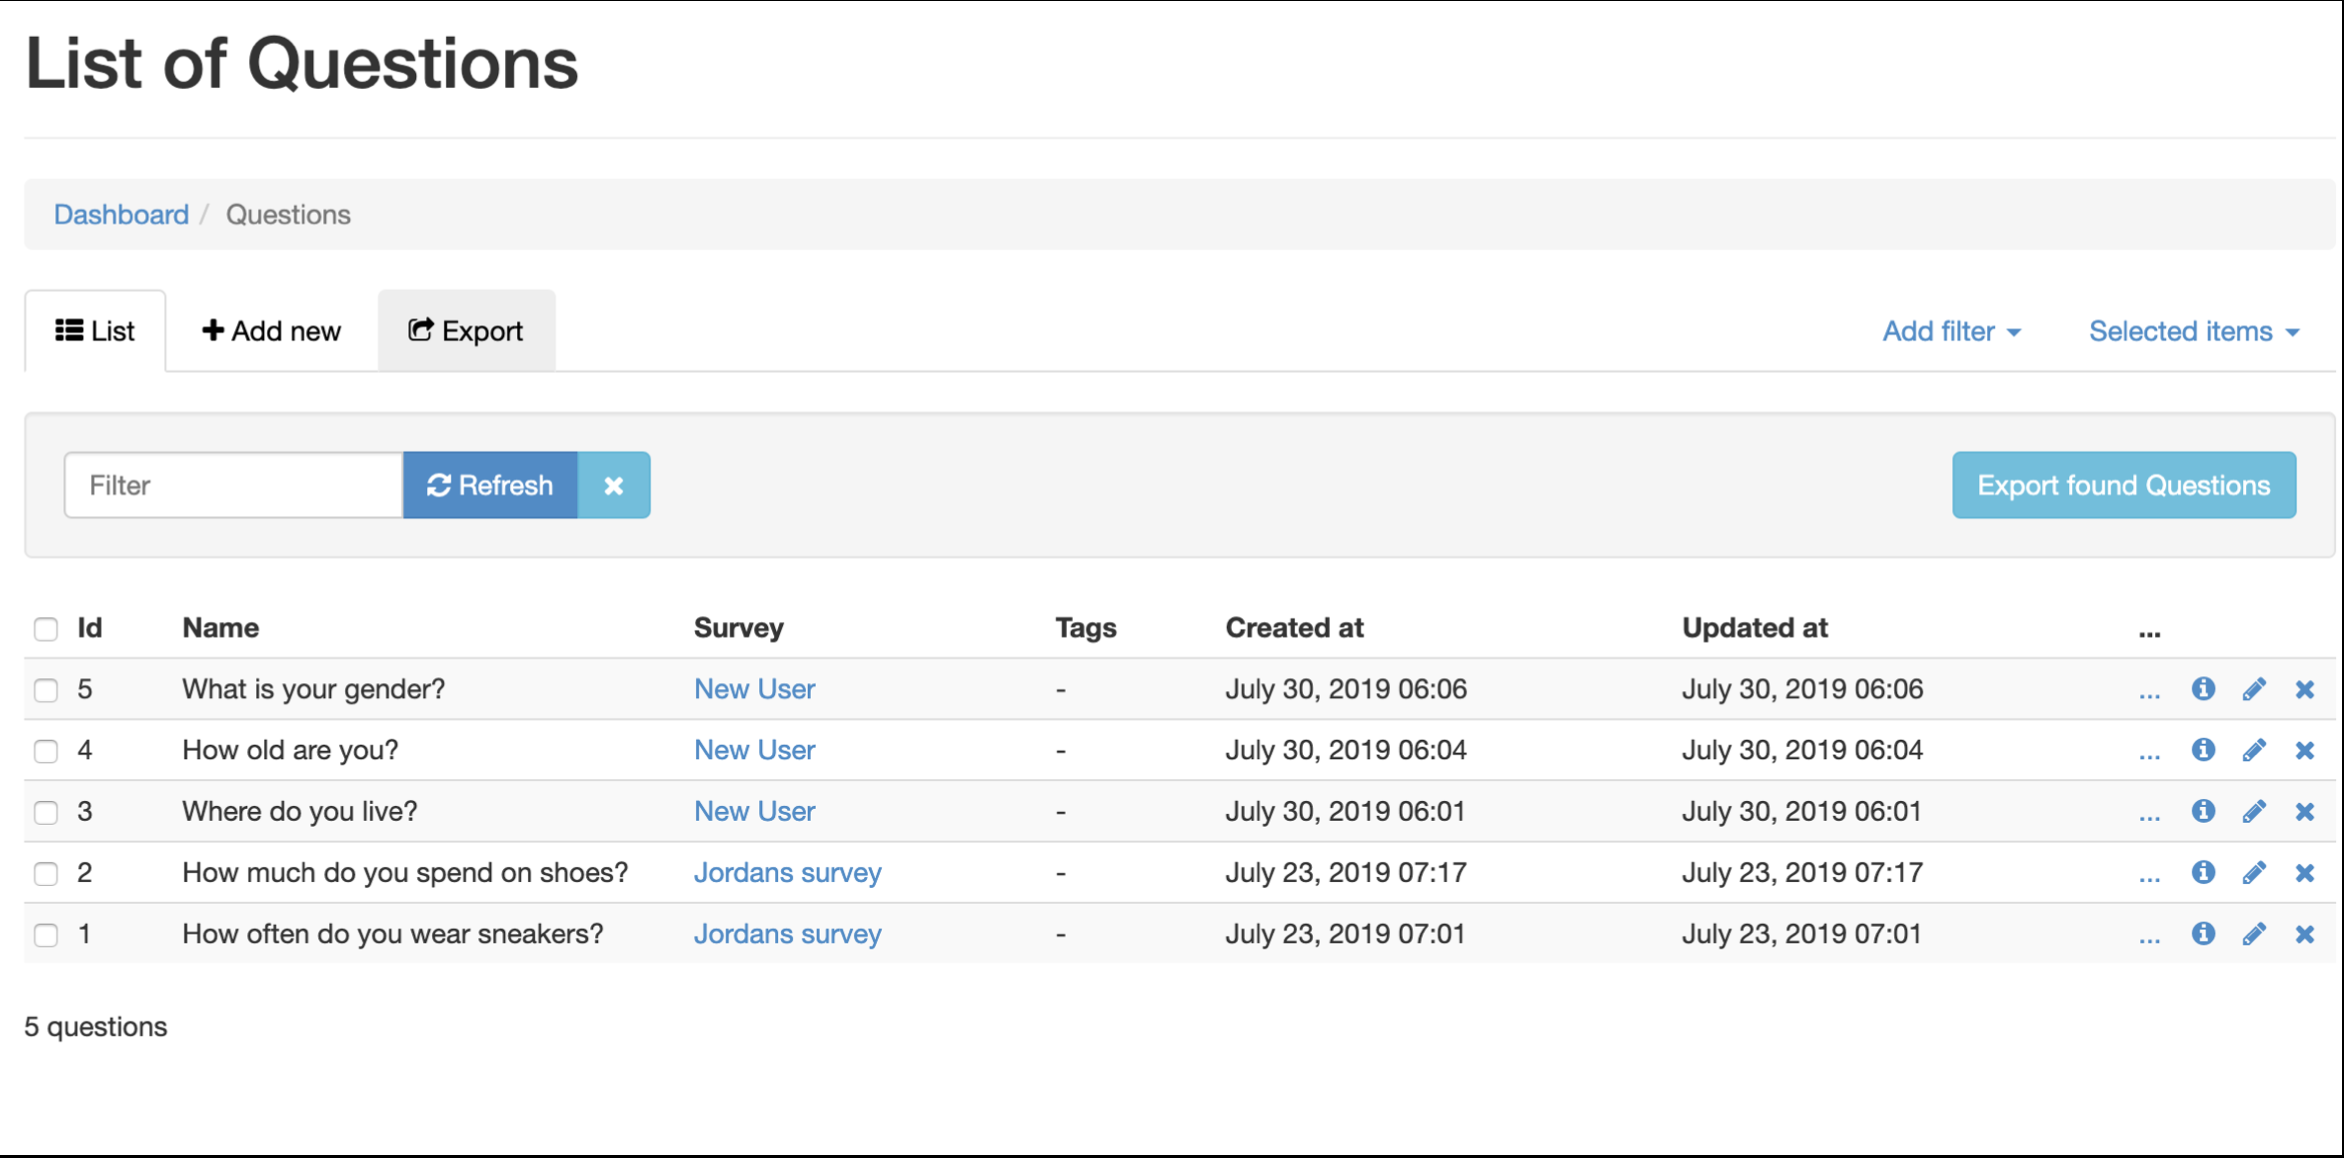 List of Questions
Dashboard / Questions
List Add new Export Add filter Selected items
Filter Refresh Export found Questions
Id Name Survey Tags Created at Updated at ...
5 What is your gender? New User - July 30, 2019 06:06 July 30, 2019 06:06 ...
4 How old are you? New User - July 30, 2019 06:04 July 30, 2019 06:04 ...
3 Where do you live? New User - July 30, 2019 06:01 July 30, 2019 06:01 ...
2 How much do you spend on shoes? Jordans survey - July 23, 2019 07:17 July 23, 2019 07:17 ...
1 How often do you wear sneakers? Jordans survey - July 23, 2019 07:01 July 23, 2019 07:01 ...
5 questions